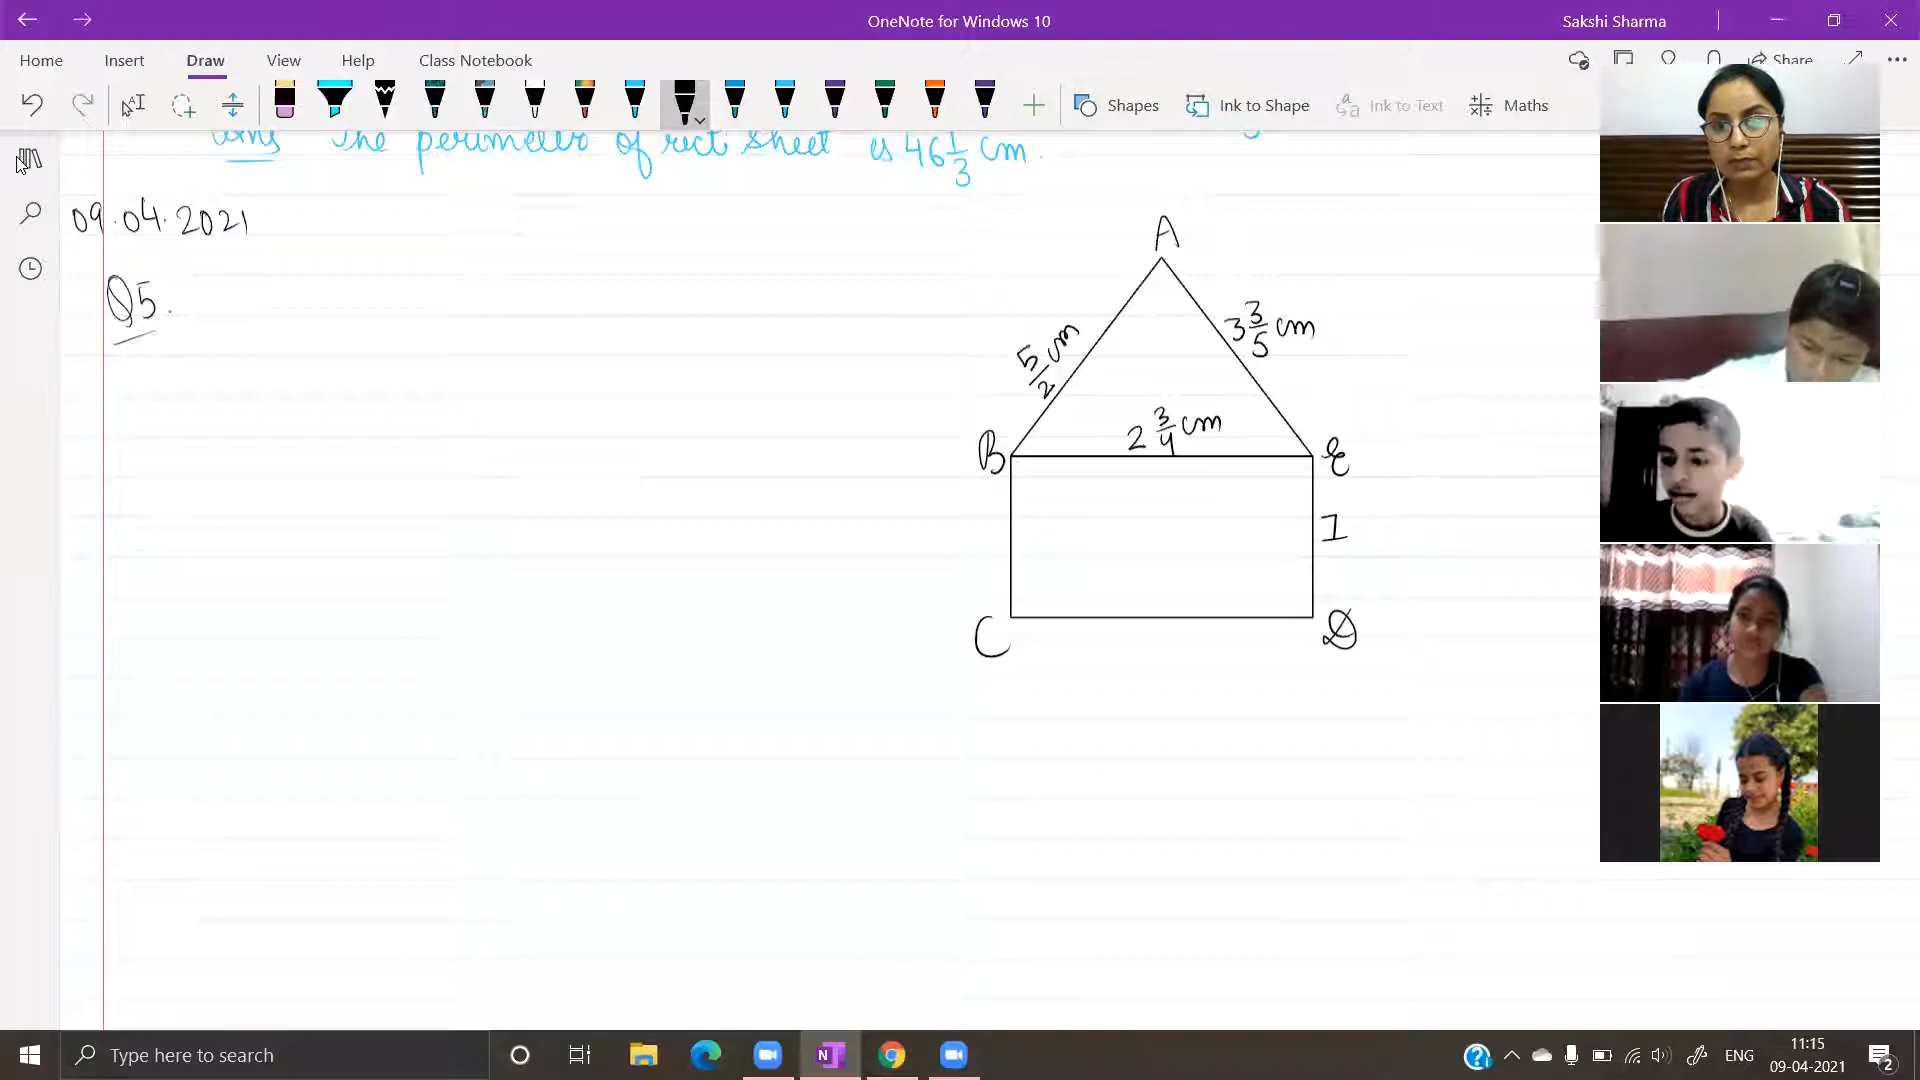 OneNote for Windows 10
Sakshi Sharma
Home Insert Draw View Help Class Notebook
Share
Shapes Ink to Shape Ink to Text Maths
Ans The perimeter of rect sheet is 46 1/3 cm.
09.04.2021
Q5.
A
5/2 cm
3 3/5 cm
2 3/4 cm
B
E
I
C
D
Type here to search
ENG
11:15
09-04-2021
2